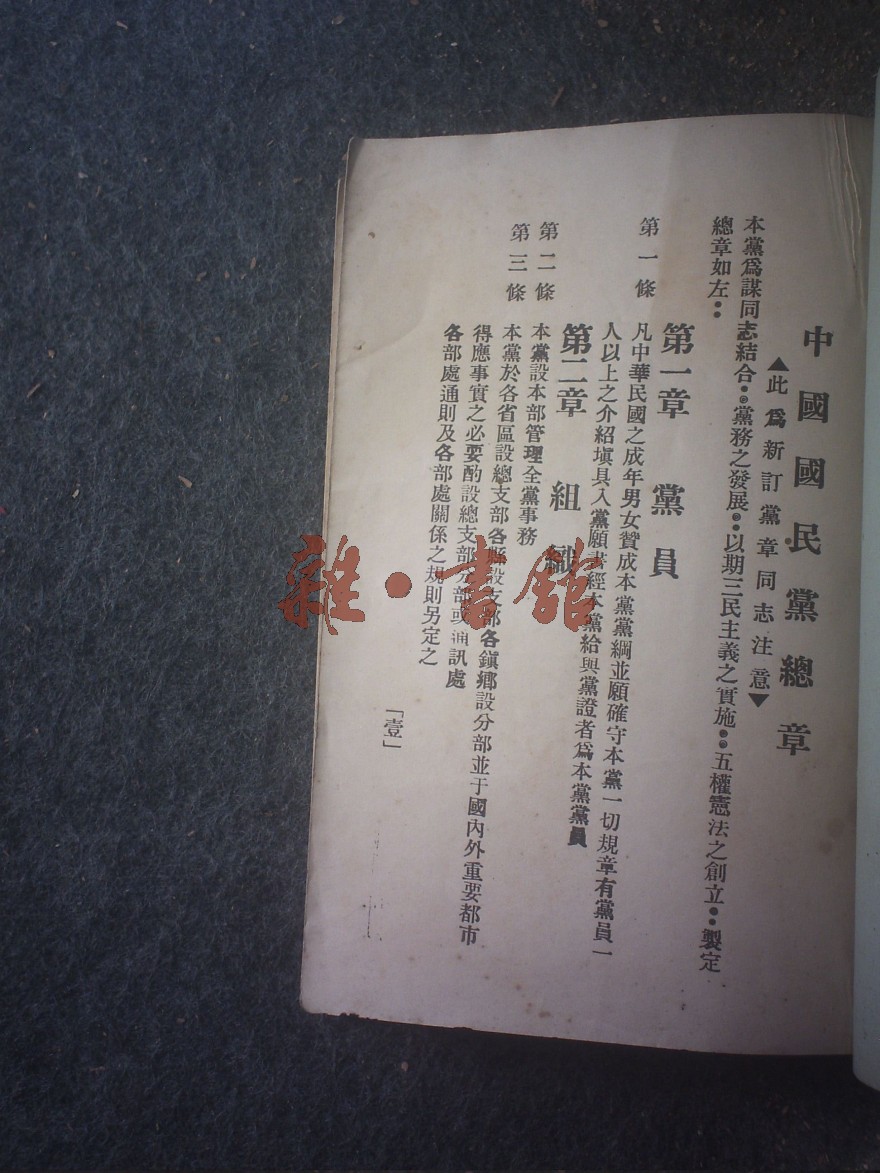 中國國民黨總章
▲此爲新訂黨章同志注意▼
本黨爲謀同志結合··黨務之發展··以期三民主義之實施··五權憲法之創立··製定
總章如左··
第一章 黨員
第一條 凡中華民國之成年男女贊成本黨黨綱並願確守本黨一切規章有黨員一
人以上之介紹塡具入黨願書經本黨給與黨證者爲本黨黨員
第二章 組織
第二條 本黨設本部管理全黨事務
第三條 本黨於各省區設總支部各縣設支部各鎭鄉設分部並于國內外重要都市
得應事實之必要酌設總支部分部或通訊處
各部處通則及各部處關係之規則另定之
「壹」
雜·書館